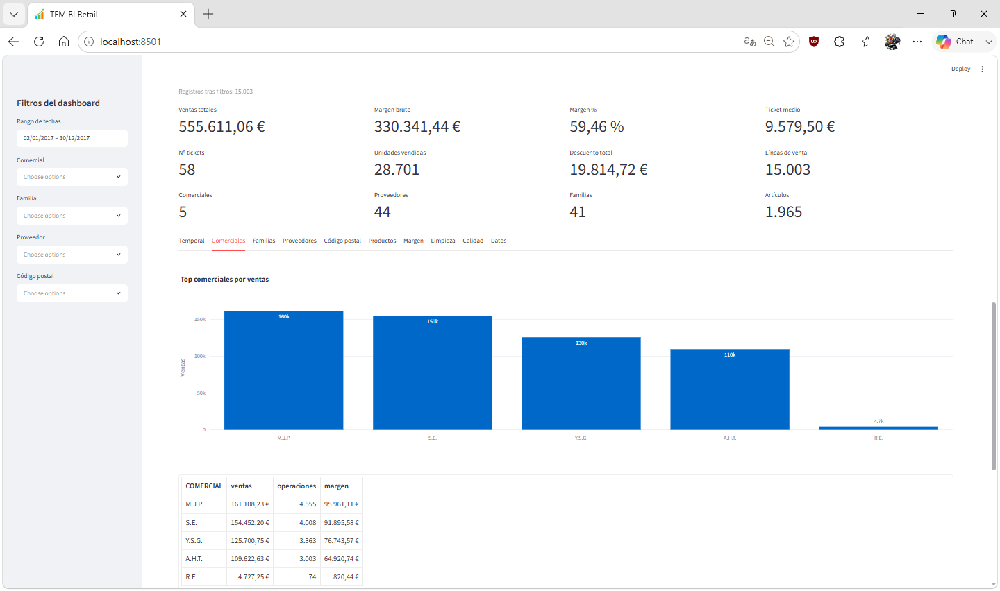 TFM BI Retail
localhost:8501
Chat
Deploy
Filtros del dashboard
Rango de fechas
02/01/2017 – 30/12/2017
Comercial
Choose options
Familia
Choose options
Proveedor
Choose options
Código postal
Choose options
Registros tras filtros: 15.003
Ventas totales Margen bruto Margen % Ticket medio
555.611,06 € 330.341,44 € 59,46 % 9.579,50 €
Nº tickets Unidades vendidas Descuento total Líneas de venta
58 28.701 19.814,72 € 15.003
Comerciales Proveedores Familias Artículos
5 44 41 1.965
Temporal Comerciales Familias Proveedores Código postal Productos Margen Limpieza Calidad Datos
Top comerciales por ventas
Ventas
150k
100k
50k
0
160k
150k
130k
110k
4.7k
M.J.P. S.E. Y.S.G. A.H.T. R.E.
COMERCIAL ventas operaciones margen
M.J.P. 161.108,23 € 4.555 95.961,11 €
S.E. 154.452,20 € 4.008 91.895,58 €
Y.S.G. 125.700,75 € 3.363 76.743,57 €
A.H.T. 109.622,63 € 3.003 64.920,74 €
R.E. 4.727,25 € 74 820,44 €